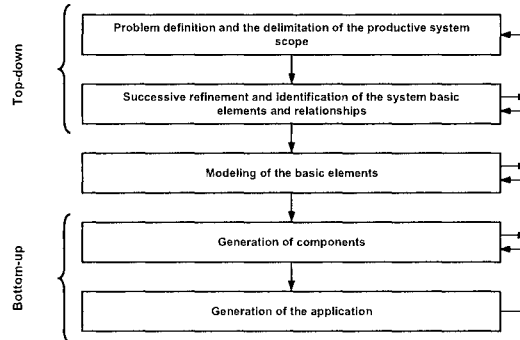 Top-down
Problem definition and the delimitation of the productive system
scope
Successive refinement and identification of the system basic
elements and relationships
Modeling of the basic elements
Bottom-up
Generation of components
Generation of the application